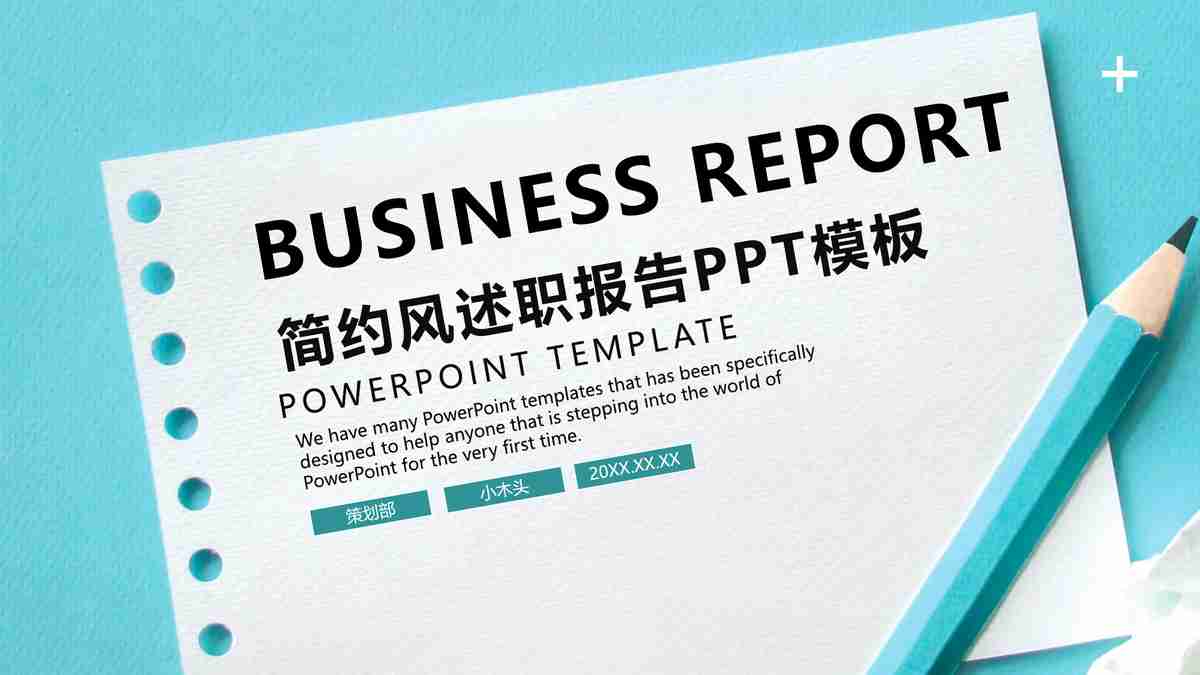 BUSINESS REPORT
简约风述职报告PPT模板
POWERPOINT TEMPLATE
We have many PowerPoint templates that has been specifically
designed to help anyone that is stepping into the world of
PowerPoint for the very first time.
策划部 小木头 20XX.XX.XX